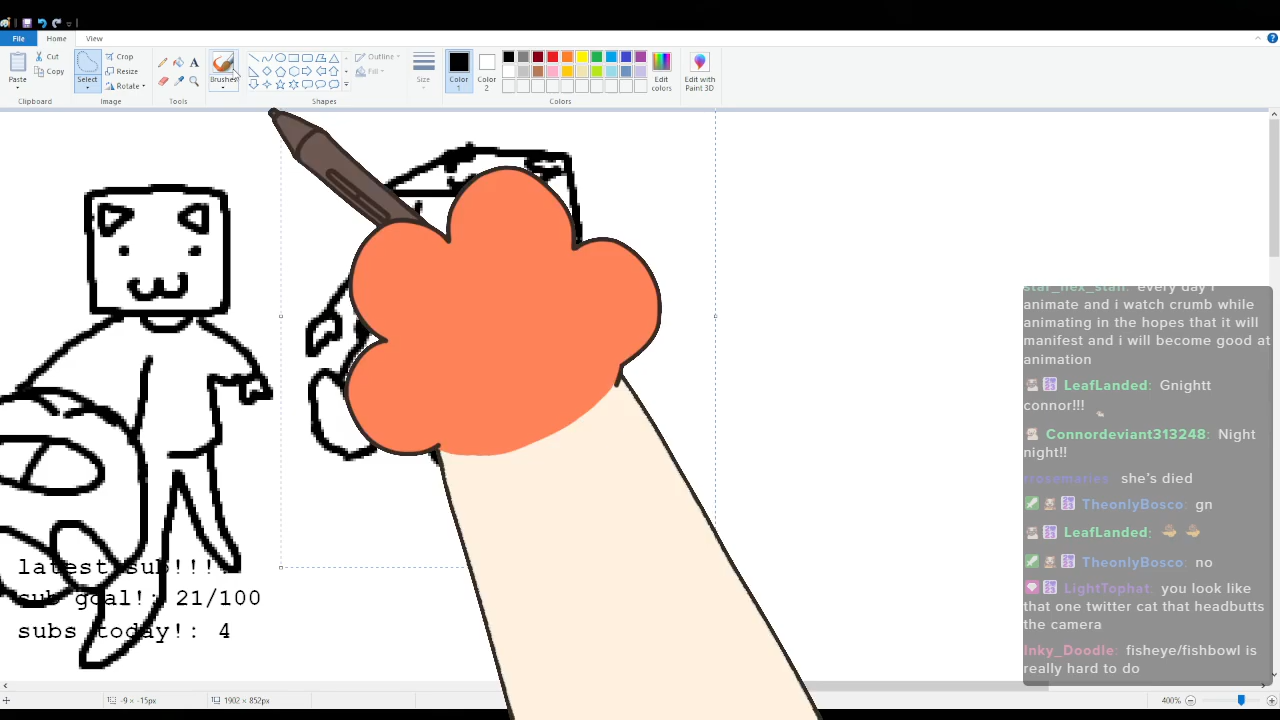 File Home View
Paste
Cut
Copy
Clipboard
Select
Crop
Resize
Rotate
Image
A
Tools
Brushes
Outline
Fill
Shapes
Size
Color 1
Color 2
Edit colors
Colors
Edit with Paint 3D
star_hex_stan: every day i
animate and i watch crumb while
animating in the hopes that it will
manifest and i will become good at
animation
LeafLanded: Gnightt
connor!!!
Connordeviant313248: Night
night!!
she's died
TheonlyBosco: gn
LeafLanded:
TheonlyBosco: no
LightTophat: you look like
that one twitter cat that headbutts
the camera
Inky_Doodle: fisheye/fishbowl is
really hard to do
latest sub!!!!
sub goal!: 21/100
subs today!: 4
-9 × -15px
1902 × 852px
400%